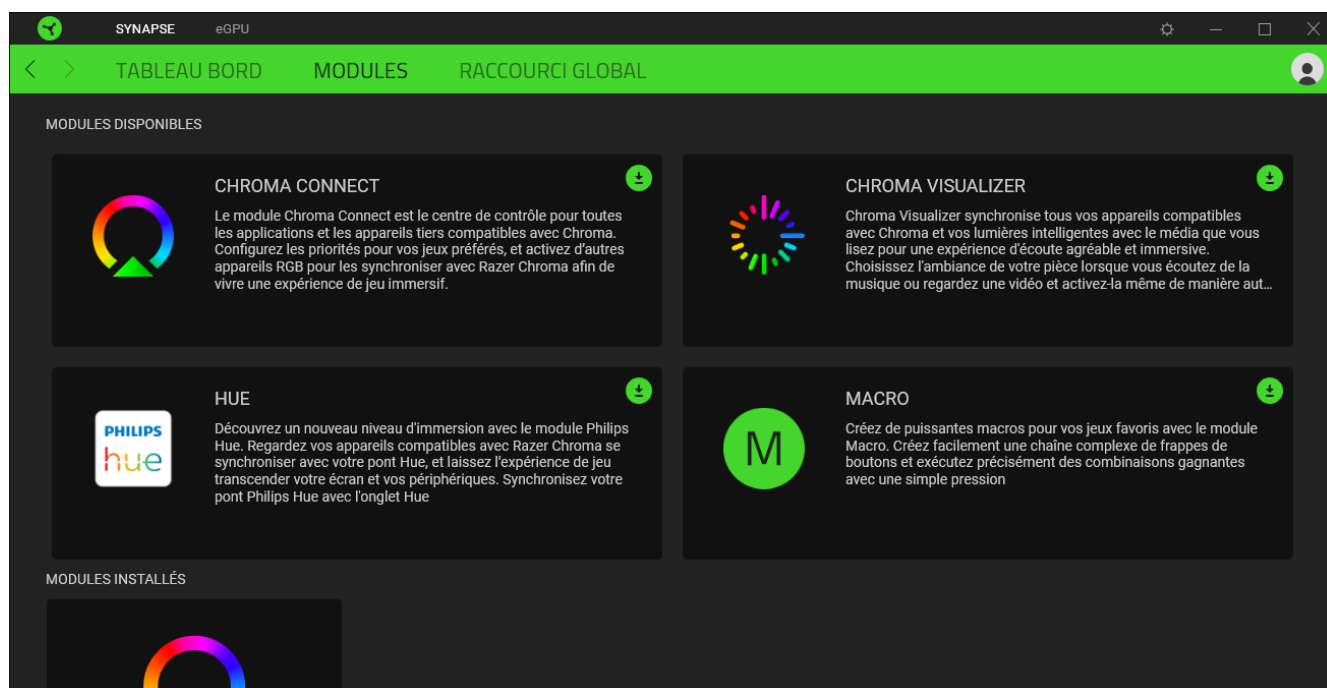 SYNAPSE eGPU
TABLEAU BORD MODULES RACCOURCI GLOBAL
MODULES DISPONIBLES
CHROMA CONNECT
Le module Chroma Connect est le centre de contrôle pour toutes
les applications et les appareils tiers compatibles avec Chroma.
Configurez les priorités pour vos jeux préférés, et activez d'autres
appareils RGB pour les synchroniser avec Razer Chroma afin de
vivre une expérience de jeu immersif.
CHROMA VISUALIZER
Chroma Visualizer synchronise tous vos appareils compatibles
avec Chroma et vos lumières intelligentes avec le média que vous
lisez pour une expérience d'écoute agréable et immersive.
Choisissez l'ambiance de votre pièce lorsque vous écoutez de la
musique ou regardez une vidéo et activez-la même de manière aut...
PHILIPS
hue
HUE
Découvrez un nouveau niveau d'immersion avec le module Philips
Hue. Regardez vos appareils compatibles avec Razer Chroma se
synchroniser avec votre pont Hue, et laissez l'expérience de jeu
transcender votre écran et vos périphériques. Synchronisez votre
pont Philips Hue avec l'onglet Hue
M
MACRO
Créez de puissantes macros pour vos jeux favoris avec le module
Macro. Créez facilement une chaîne complexe de frappes de
boutons et exécutez précisément des combinaisons gagnantes
avec une simple pression
MODULES INSTALLÉS